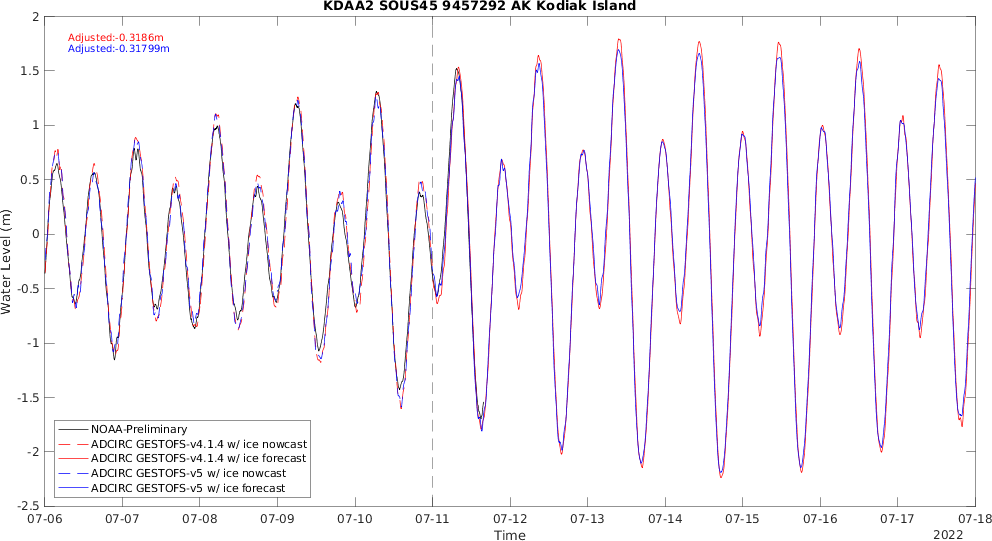 KDAA2 SOUS45 9457292 AK Kodiak Island
Adjusted:-0.3186m
Adjusted:-0.31799m
2
1.5
1
0.5
0
-0.5
-1
-1.5
-2
-2.5
Water Level (m)
NOAA-Preliminary
ADCIRC GESTOFS-v4.1.4 w/ ice nowcast
ADCIRC GESTOFS-v4.1.4 w/ ice forecast
ADCIRC GESTOFS-v5 w/ ice nowcast
ADCIRC GESTOFS-v5 w/ ice forecast
07-06 07-07 07-08 07-09 07-10 07-11 07-12 07-13 07-14 07-15 07-16 07-17 07-18
Time
2022